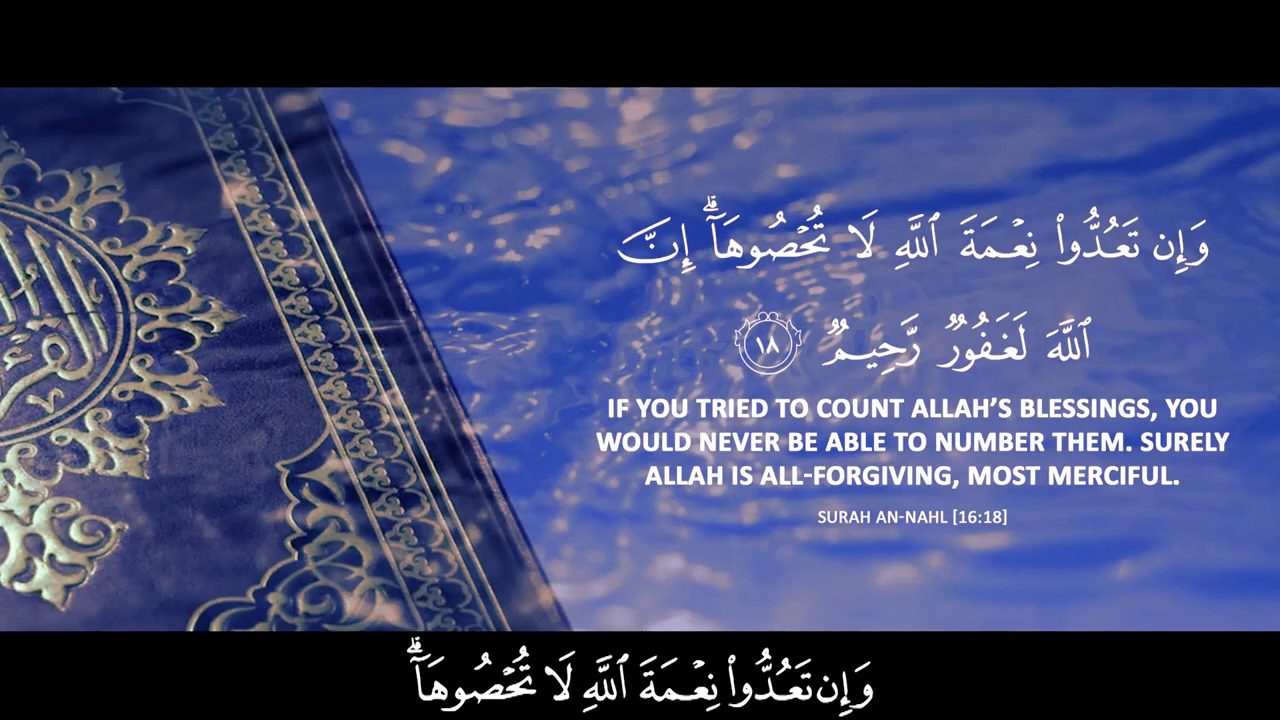 وَإِن تَعُدُّوا۟ نِعْمَةَ ٱللَّهِ لَا تُحْصُوهَآ ۗ إِنَّ
ٱللَّهَ لَغَفُورٌ رَّحِيمٌ ١٨
IF YOU TRIED TO COUNT ALLAH’S BLESSINGS, YOU
WOULD NEVER BE ABLE TO NUMBER THEM. SURELY
ALLAH IS ALL-FORGIVING, MOST MERCIFUL.
SURAH AN-NAHL [16:18]
وَإِن تَعُدُّوا۟ نِعْمَةَ ٱللَّهِ لَا تُحْصُوهَآ ۗ